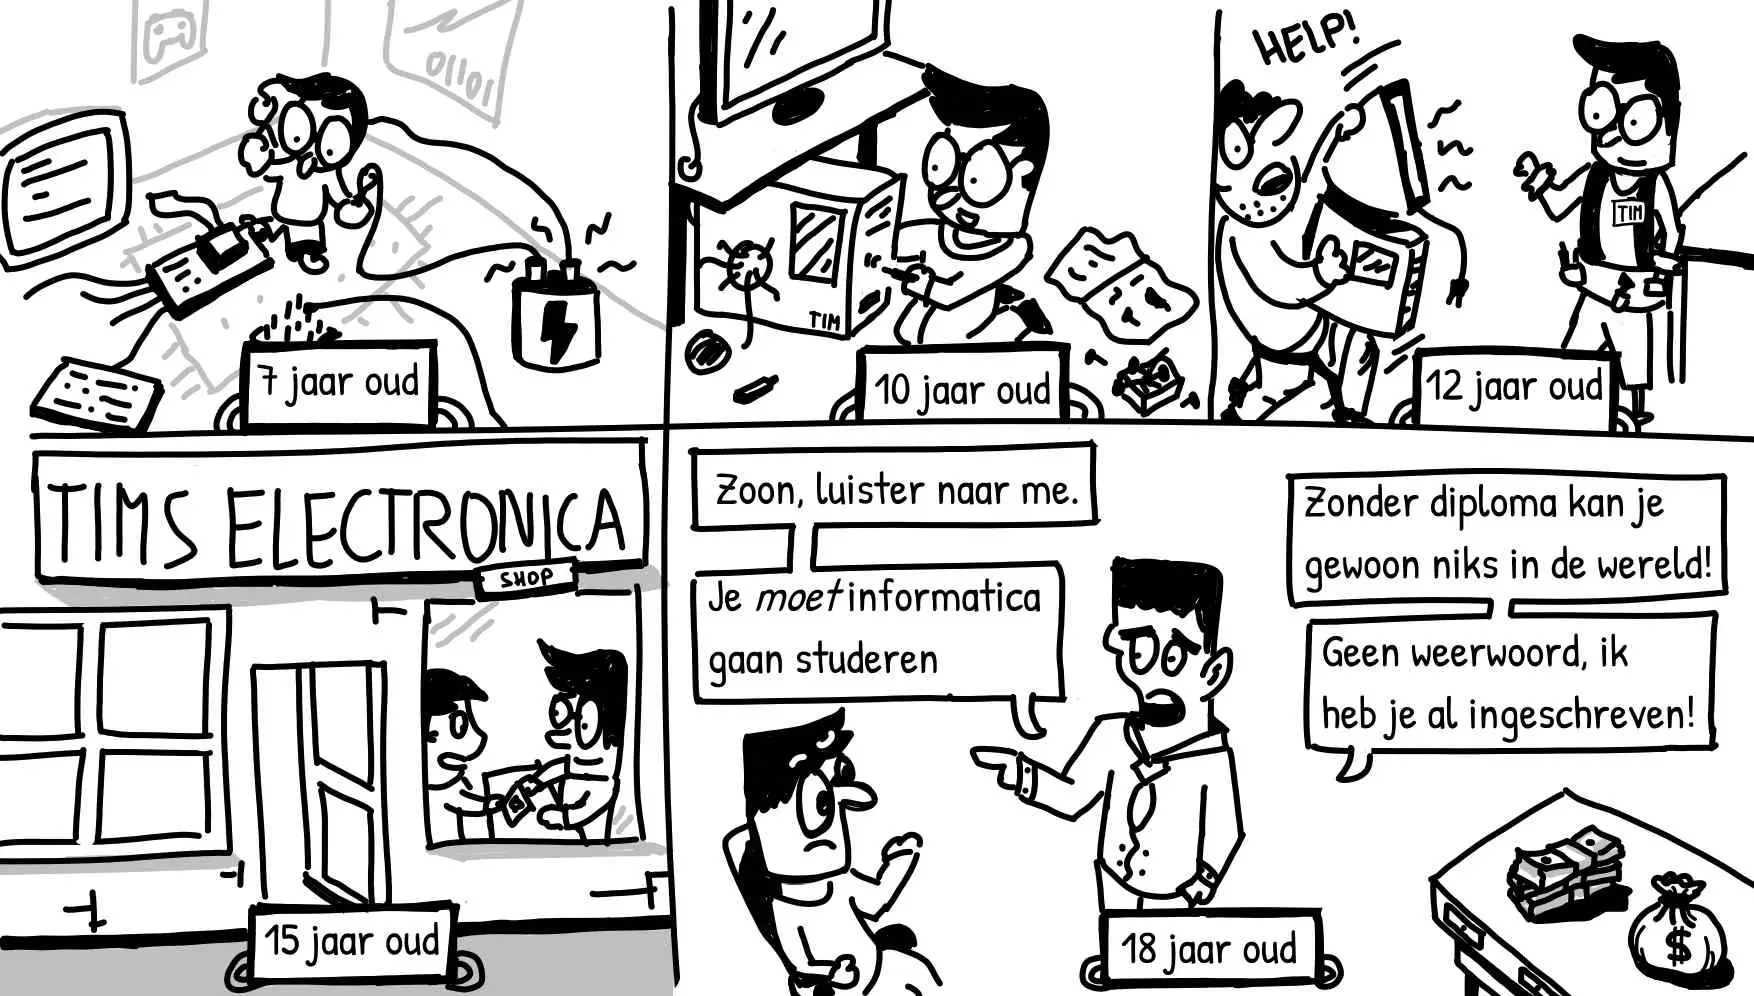 01101
7 jaar oud
TIM
10 jaar oud
HELP!
TIM
12 jaar oud
TIMS ELECTRONICA
SHOP
15 jaar oud
Zoon, luister naar me.
Je moet informatica
gaan studeren
Zonder diploma kan je
gewoon niks in de wereld!
Geen weerwoord, ik
heb je al ingeschreven!
18 jaar oud
$